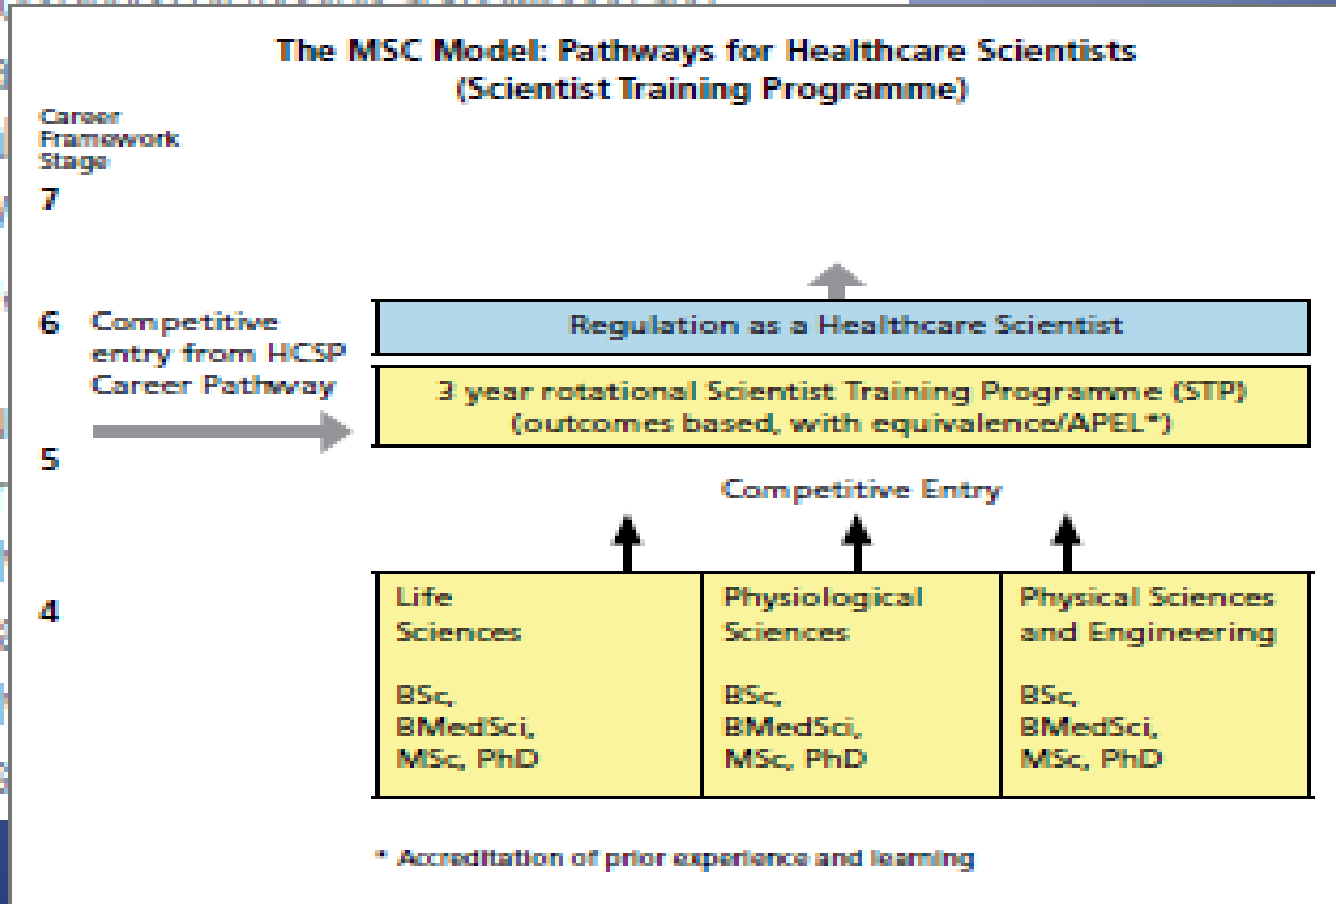 The MSC Model: Pathways for Healthcare Scientists
(Scientist Training Programme)
Career
Framework
Stage
7
6
Competitive
entry from HCSP
Career Pathway
Regulation as a Healthcare Scientist
3 year rotational Scientist Training Programme (STP)
(outcomes based, with equivalence/APEL*)
5
Competitive Entry
4
Life
Sciences
BSc,
BMedSci,
MSc, PhD
Physiological
Sciences
BSc,
BMedSci,
MSc, PhD
Physical Sciences
and Engineering
BSc,
BMedSci,
MSc, PhD
* Accreditation of prior experience and learning